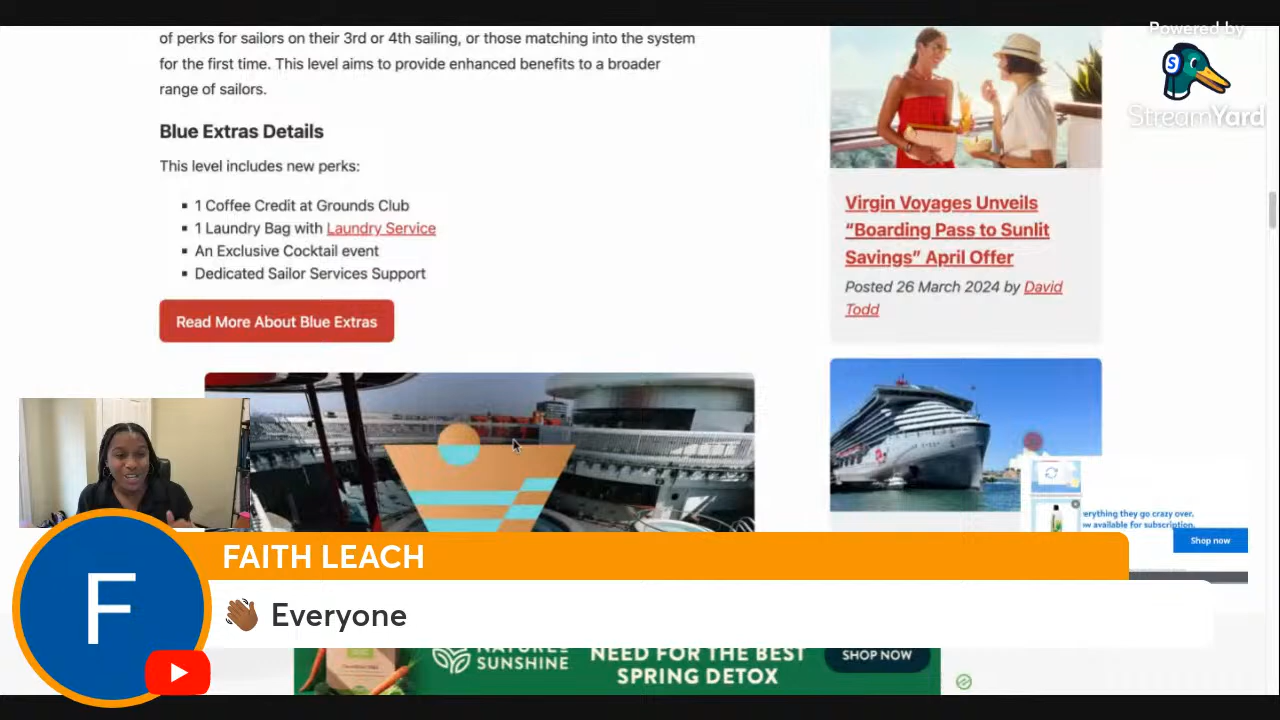 Powered by
StreamYard
of perks for sailors on their 3rd or 4th sailing, or those matching into the system
for the first time. This level aims to provide enhanced benefits to a broader
range of sailors.
Blue Extras Details
This level includes new perks:
▪ 1 Coffee Credit at Grounds Club
▪ 1 Laundry Bag with Laundry Service
▪ An Exclusive Cocktail event
▪ Dedicated Sailor Services Support
Read More About Blue Extras
Virgin Voyages Unveils
“Boarding Pass to Sunlit
Savings” April Offer
Posted 26 March 2024 by David
Todd
everything they go crazy over.
now available for subscription.
Shop now
FAITH LEACH
F
👋🏾 Everyone
NATURE'S
SUNSHINE
NEED FOR THE BEST
SPRING DETOX
SHOP NOW